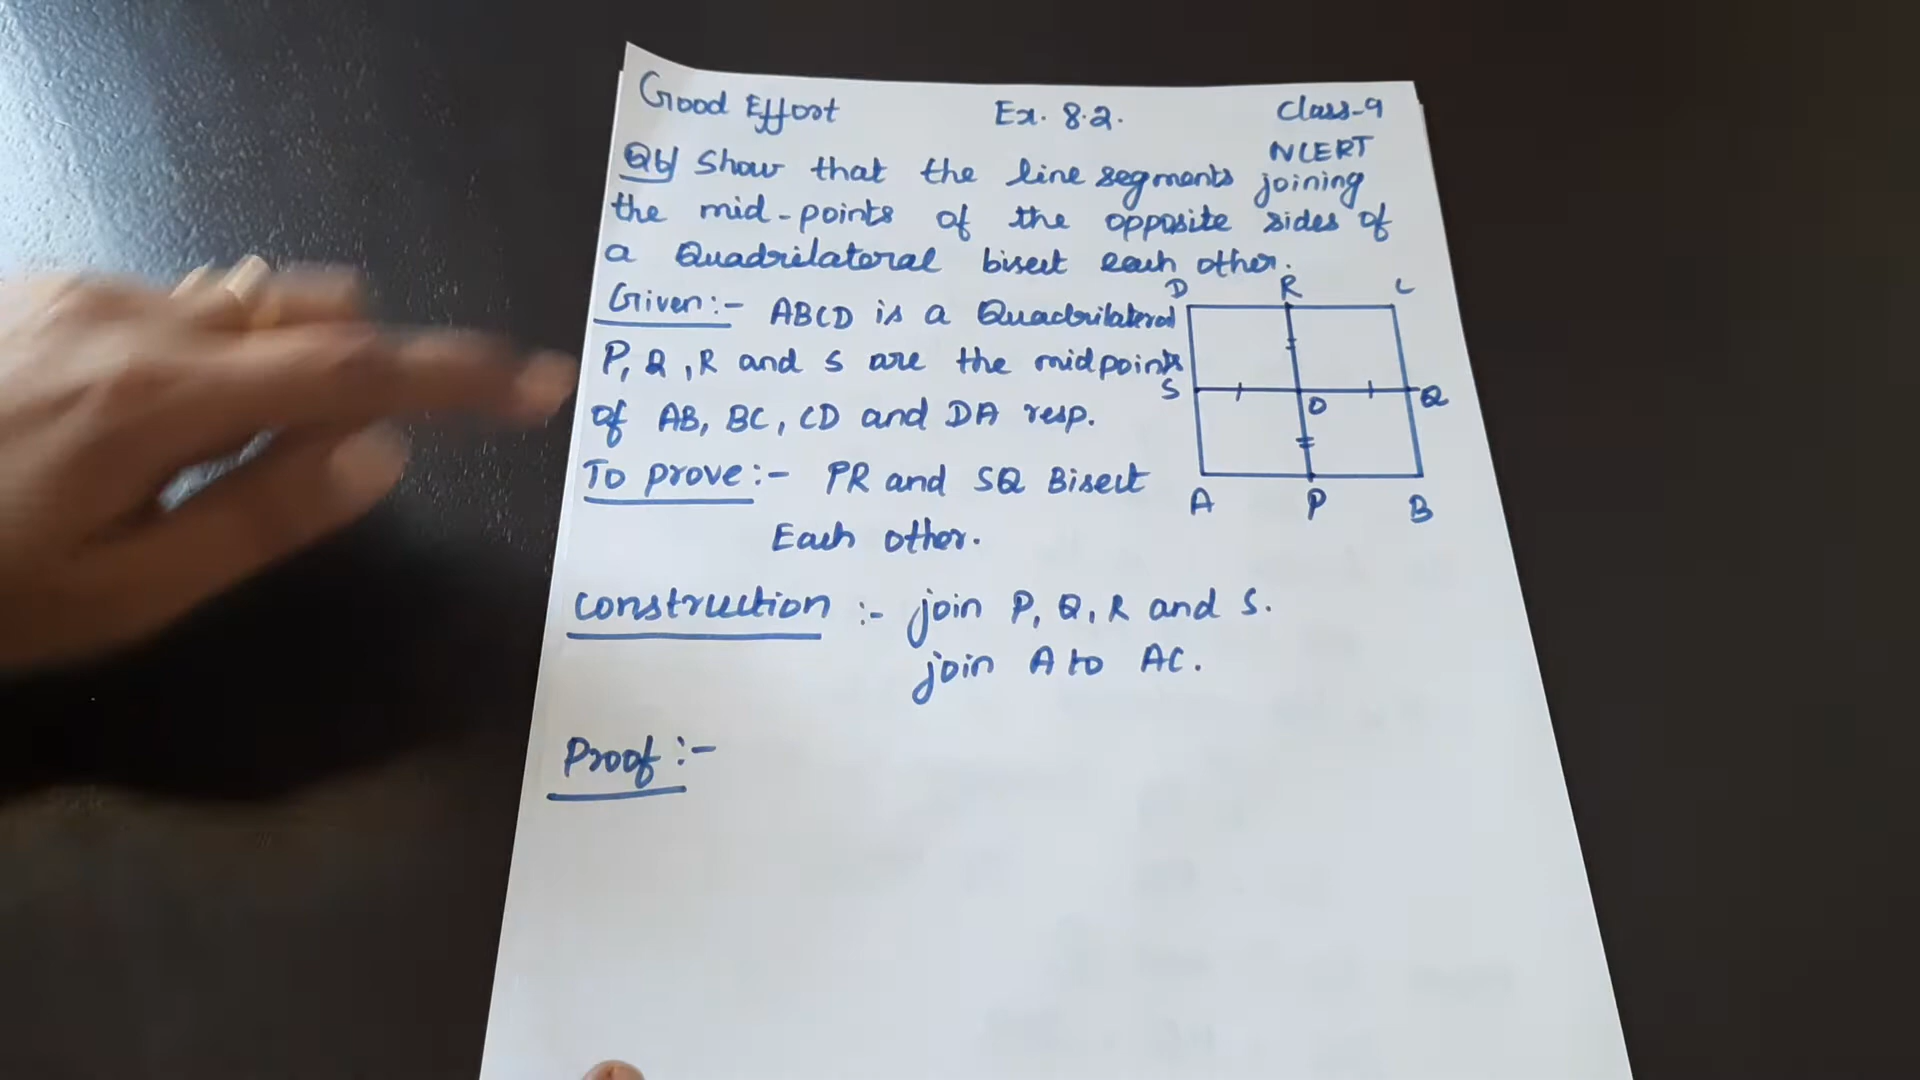 Good Effort Ex. 8.2. Class-9
NCERT
Q6) Show that the line segments joining
the mid-points of the opposite sides of
a Quadrilateral bisect each other.
Given:- ABCD is a Quadrilateral
P, Q, R and S are the midpoints
of AB, BC, CD and DA resp.
To prove:- PR and SQ Bisect
Each other.
D R C
S O Q
A P B
Construction :- join P, Q, R and S.
join A to AC.
Proof:-